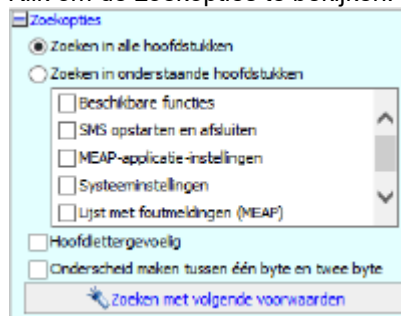 Zoekopties
Zoeken in alle hoofdstukken
Zoeken in onderstaande hoofdstukken
Beschikbare functies
SMS opstarten en afsluiten
MEAP-applicatie-instellingen
Systeeminstellingen
Lijst met foutmeldingen (MEAP)
Hoofdlettergevoelig
Onderscheid maken tussen één byte en twee byte
Zoeken met volgende voorwaarden